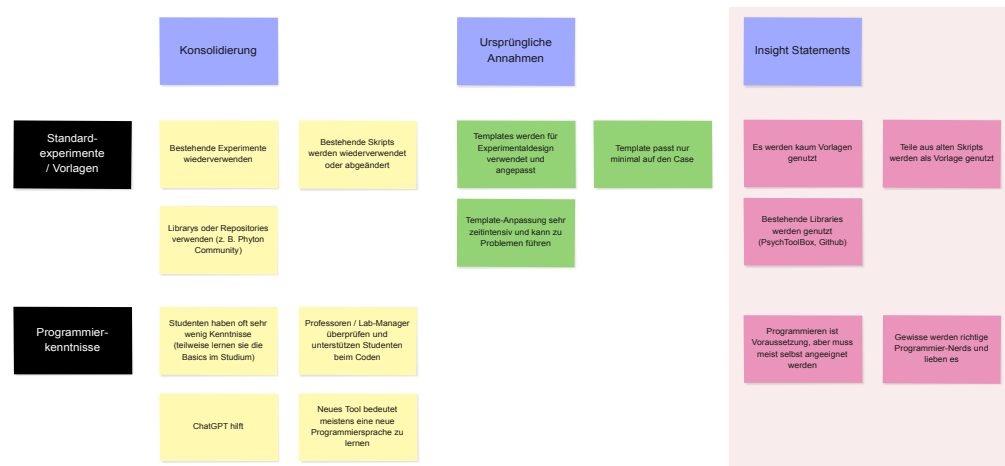 Konsolidierung
Ursprüngliche
Annahmen
Insight Statements
Standard-
experimente
/ Vorlagen
Bestehende Experimente
wiederverwenden
Bestehende Skripts
werden wiederverwendet
oder abgeändert
Templates werden für
Experimentaldesign
verwendet und
angepasst
Template passt nur
minimal auf den Case
Es werden kaum Vorlagen
genutzt
Teile aus alten Skripts
werden als Vorlage genutzt
Librarys oder Repositories
verwenden (z. B. Phyton
Community)
Template-Anpassung sehr
zeitintensiv und kann zu
Problemen führen
Bestehende Libraries
werden genutzt
(PsychToolBox, Github)
Programmier-
kenntnisse
Studenten haben oft sehr
wenig Kenntnisse
(teilweise lernen sie die
Basics im Studium)
Professoren / Lab-Manager
überprüfen und
unterstützen Studenten
beim Coden
Programmieren ist
Voraussetzung, aber muss
meist selbst angeeignet
werden
Gewisse werden richtige
Programmier-Nerds und
lieben es
ChatGPT hilft
Neues Tool bedeutet
meistens eine neue
Programmiersprache zu
lernen